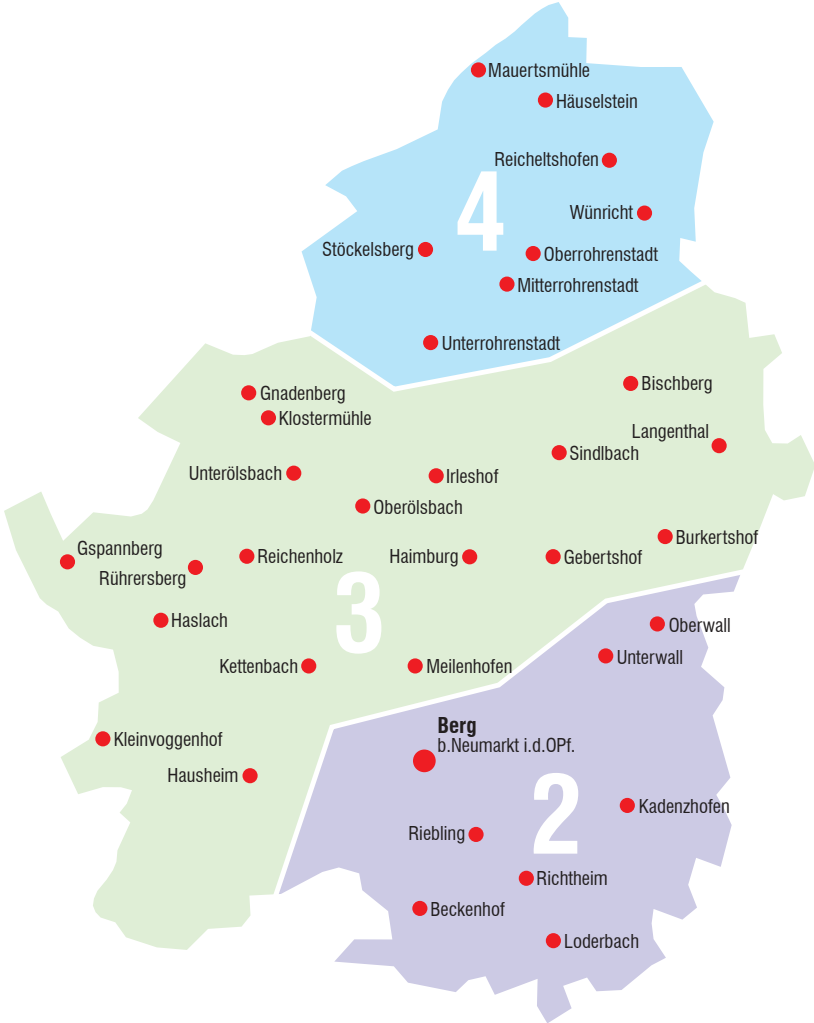 Mauertsmühle
Häuselstein
Reicheltshofen
4
Wünricht
Stöckelsberg
Oberrohrenstadt
Mitterrohrenstadt
Unterrohrenstadt
Bischberg
Gnadenberg
Klostermühle
Langenthal
Sindlbach
Unterölsbach
Irleshof
Oberölsbach
Burkertshof
Gspannberg
Reichenholz
Haimburg
Gebertshof
Rührersberg
3
Haslach
Oberwall
Unterwall
Kettenbach
Meilenhofen
Berg
b.Neumarkt i.d.OPf.
Kleinvoggenhof
Hausheim
2
Kadenzhofen
Riebling
Richtheim
Beckenhof
Loderbach